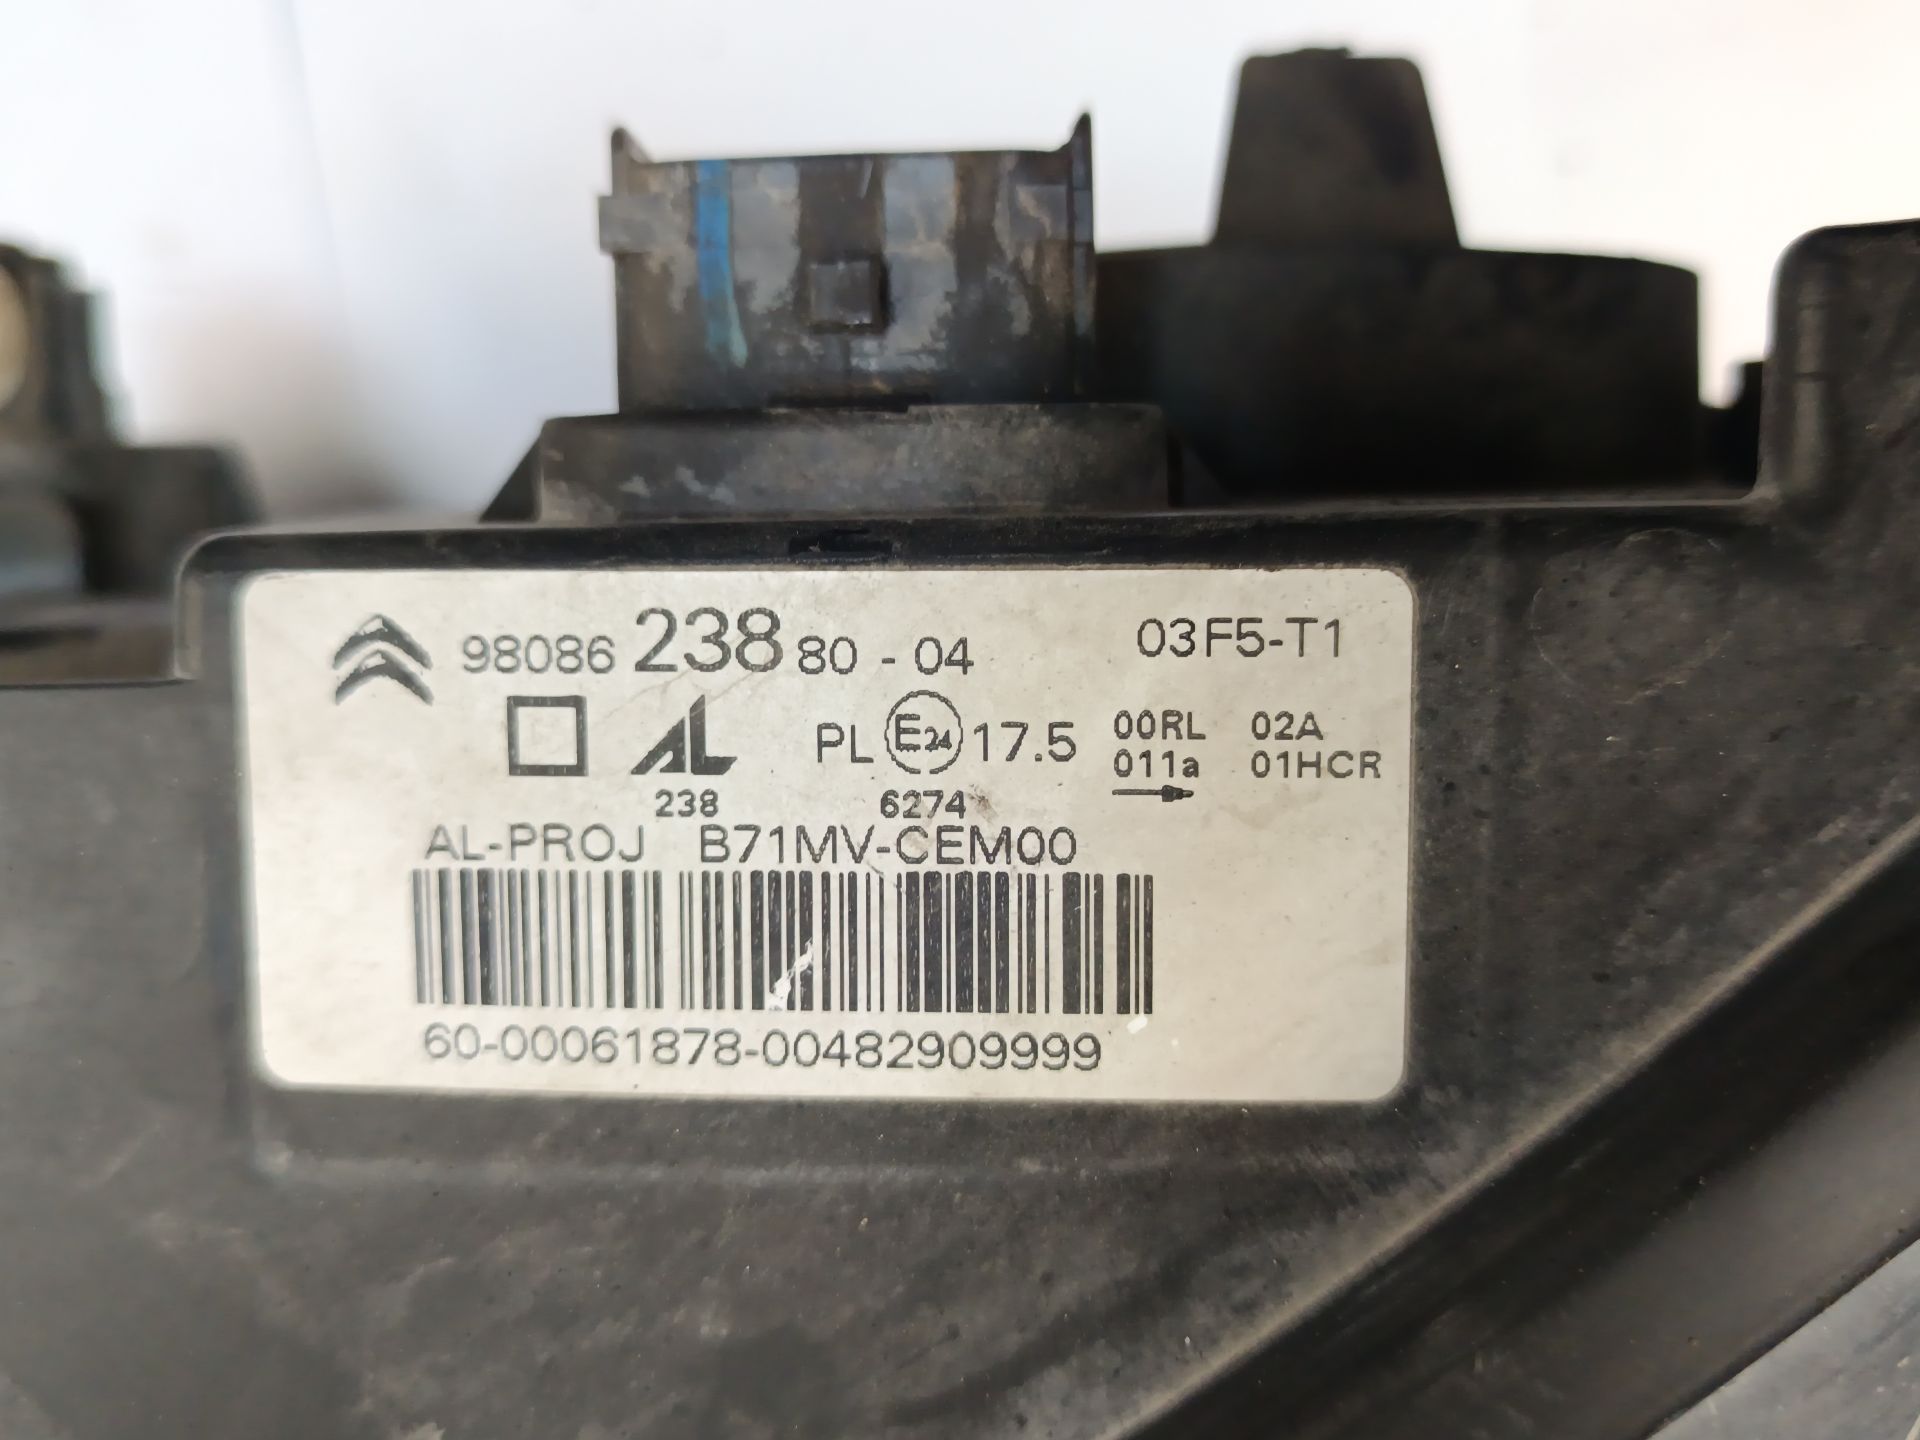 98086 238 80 - 04 03F5-T1
AL PL E24 17.5 00RL 02A
011a 01HCR
238 6274
AL-PROJ B71MV-CEM00
60-00061878-00482909999